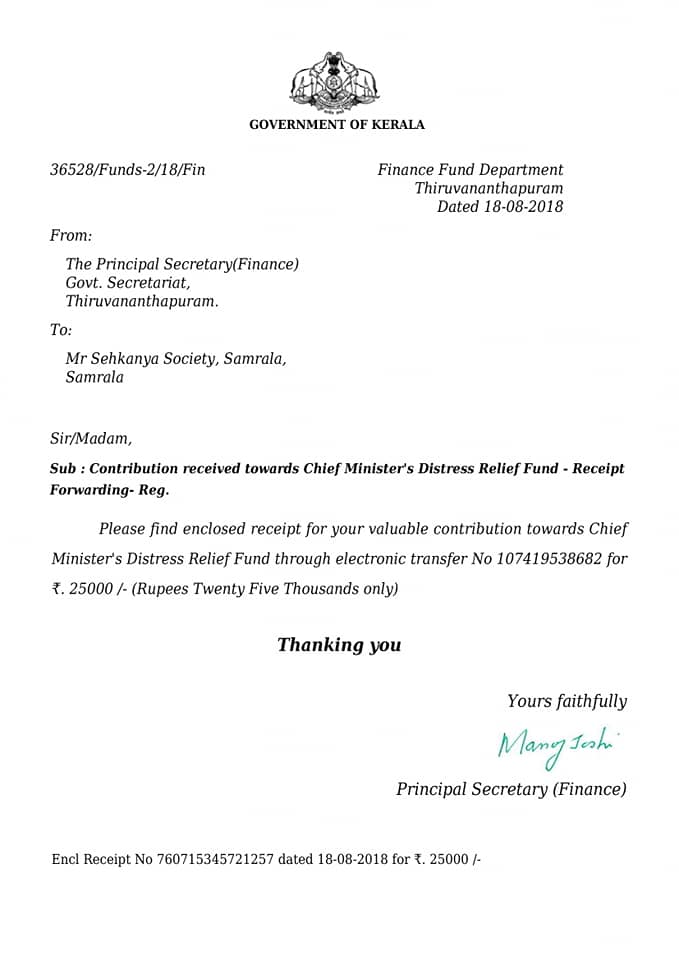 GOVERNMENT OF KERALA
36528/Funds-2/18/Fin
Finance Fund Department
Thiruvananthapuram
Dated 18-08-2018
From:
The Principal Secretary(Finance)
Govt. Secretariat,
Thiruvananthapuram.
To:
Mr Sehkanya Society, Samrala,
Samrala
Sir/Madam,
Sub : Contribution received towards Chief Minister's Distress Relief Fund - Receipt
Forwarding- Reg.
Please find enclosed receipt for your valuable contribution towards Chief
Minister's Distress Relief Fund through electronic transfer No 107419538682 for
₹. 25000 /- (Rupees Twenty Five Thousands only)
Thanking you
Yours faithfully
Manoj Joshi
Principal Secretary (Finance)
Encl Receipt No 760715345721257 dated 18-08-2018 for ₹. 25000 /-